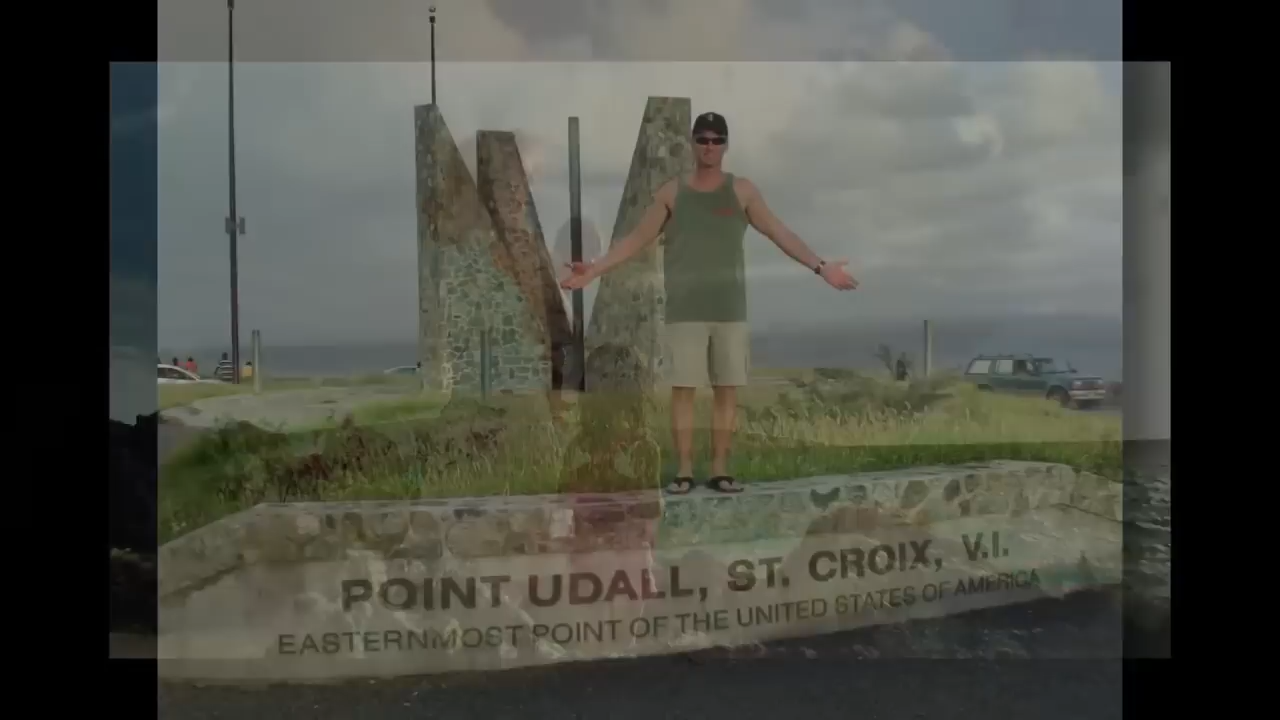 POINT UDALL, ST. CROIX, V.I.
EASTERNMOST POINT OF THE UNITED STATES OF AMERICA